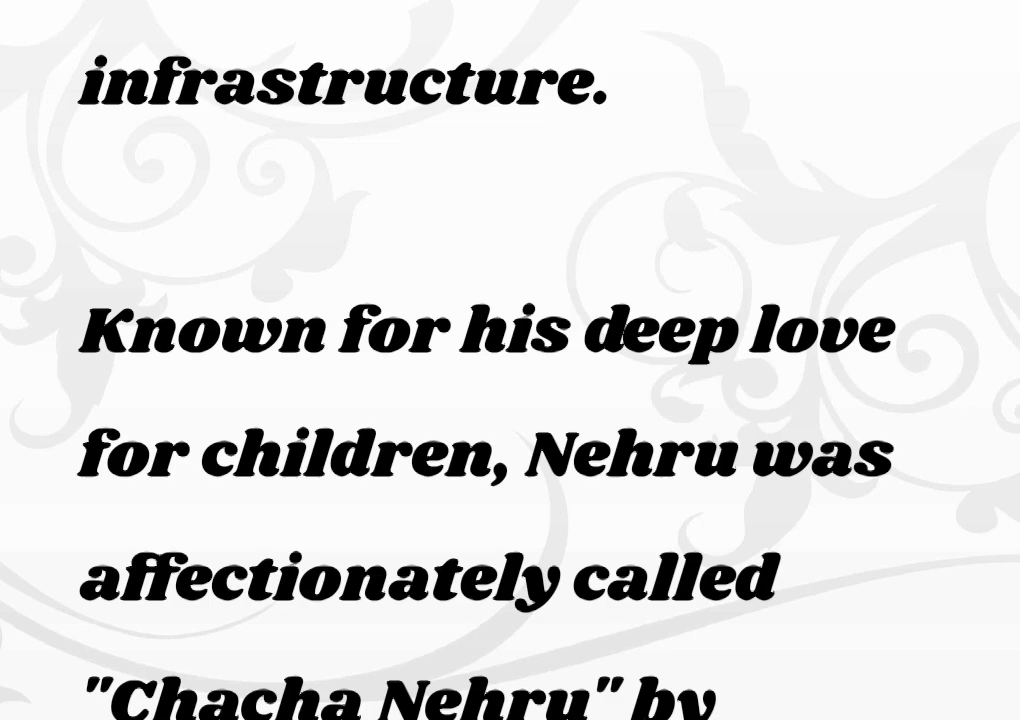 infrastructure.
Known for his deep love
for children, Nehru was
affectionately called
"Chacha Nehru" by